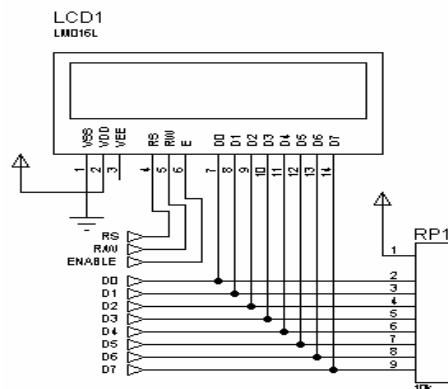 LCD1
LM016L
VSS VDD VEE RS RW E D0 D1 D2 D3 D4 D5 D6 D7
1 2 3 4 5 6 7 8 9 10 11 12 13 14
RP1
1
RS
R/W
ENABLE
D0 2
D1 3
D2 4
D3 5
D4 6
D5 7
D6 8
D7 9
10k